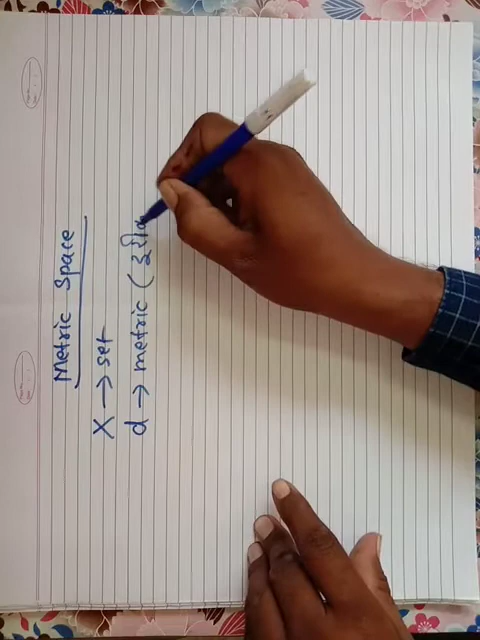 Metric Space
X → set
d → metric (